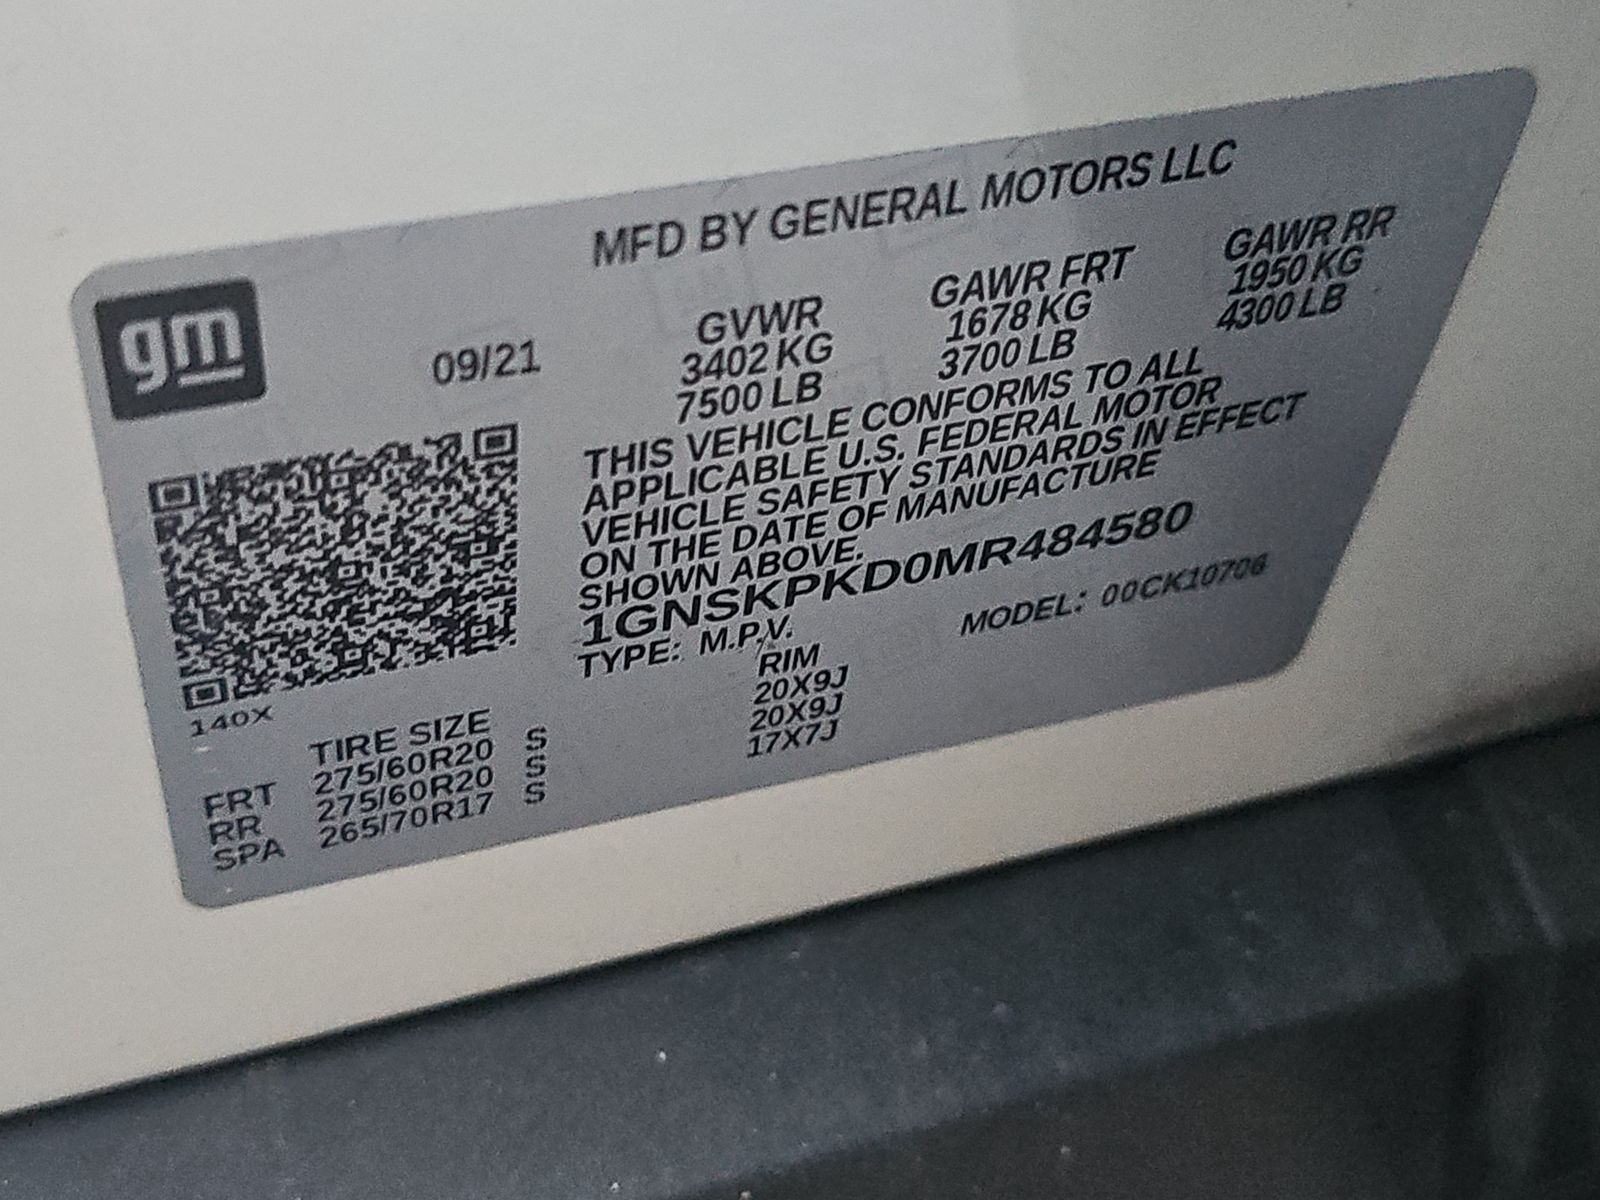 MFD BY GENERAL MOTORS LLC
gm
09/21
GVWR
3402 KG
7500 LB
GAWR FRT
1678 KG
3700 LB
GAWR RR
1950 KG
4300 LB
THIS VEHICLE CONFORMS TO ALL
APPLICABLE U.S. FEDERAL MOTOR
VEHICLE SAFETY STANDARDS IN EFFECT
ON THE DATE OF MANUFACTURE
SHOWN ABOVE.
1GNSKPKD0MR484580
TYPE: M.P.V.
MODEL: 00CK10706
140X
TIRE SIZE RIM
FRT 275/60R20 S 20X9J
RR 275/60R20 S 20X9J
SPA 265/70R17 S 17X7J